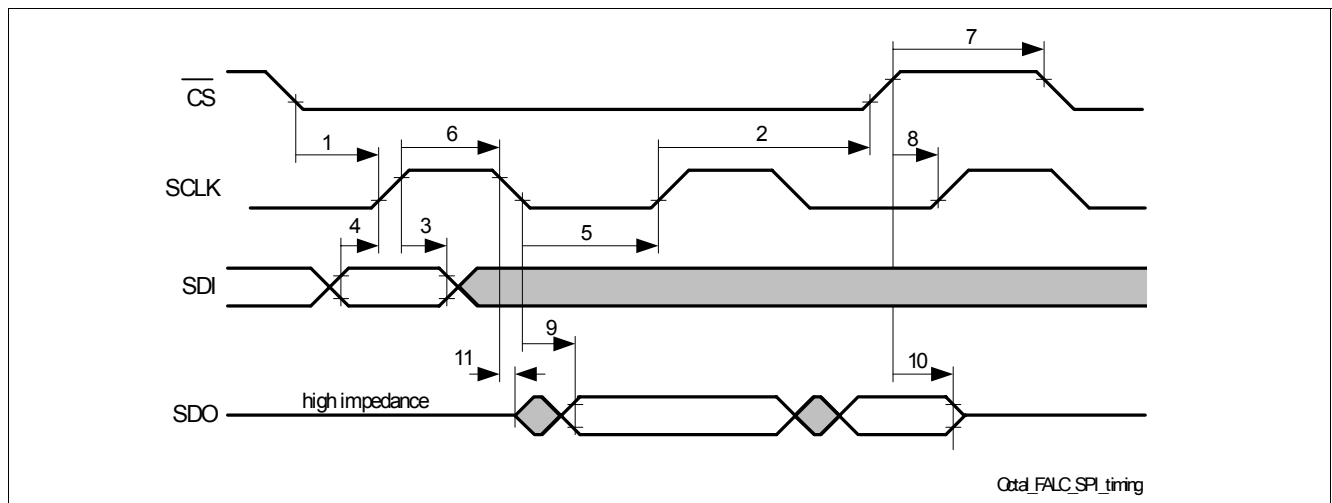 7
CS
1
6
2
8
SCLK
4
3
5
SDI
9
11
10
high impedance
SDO
Octal_FALC_SPI_timing